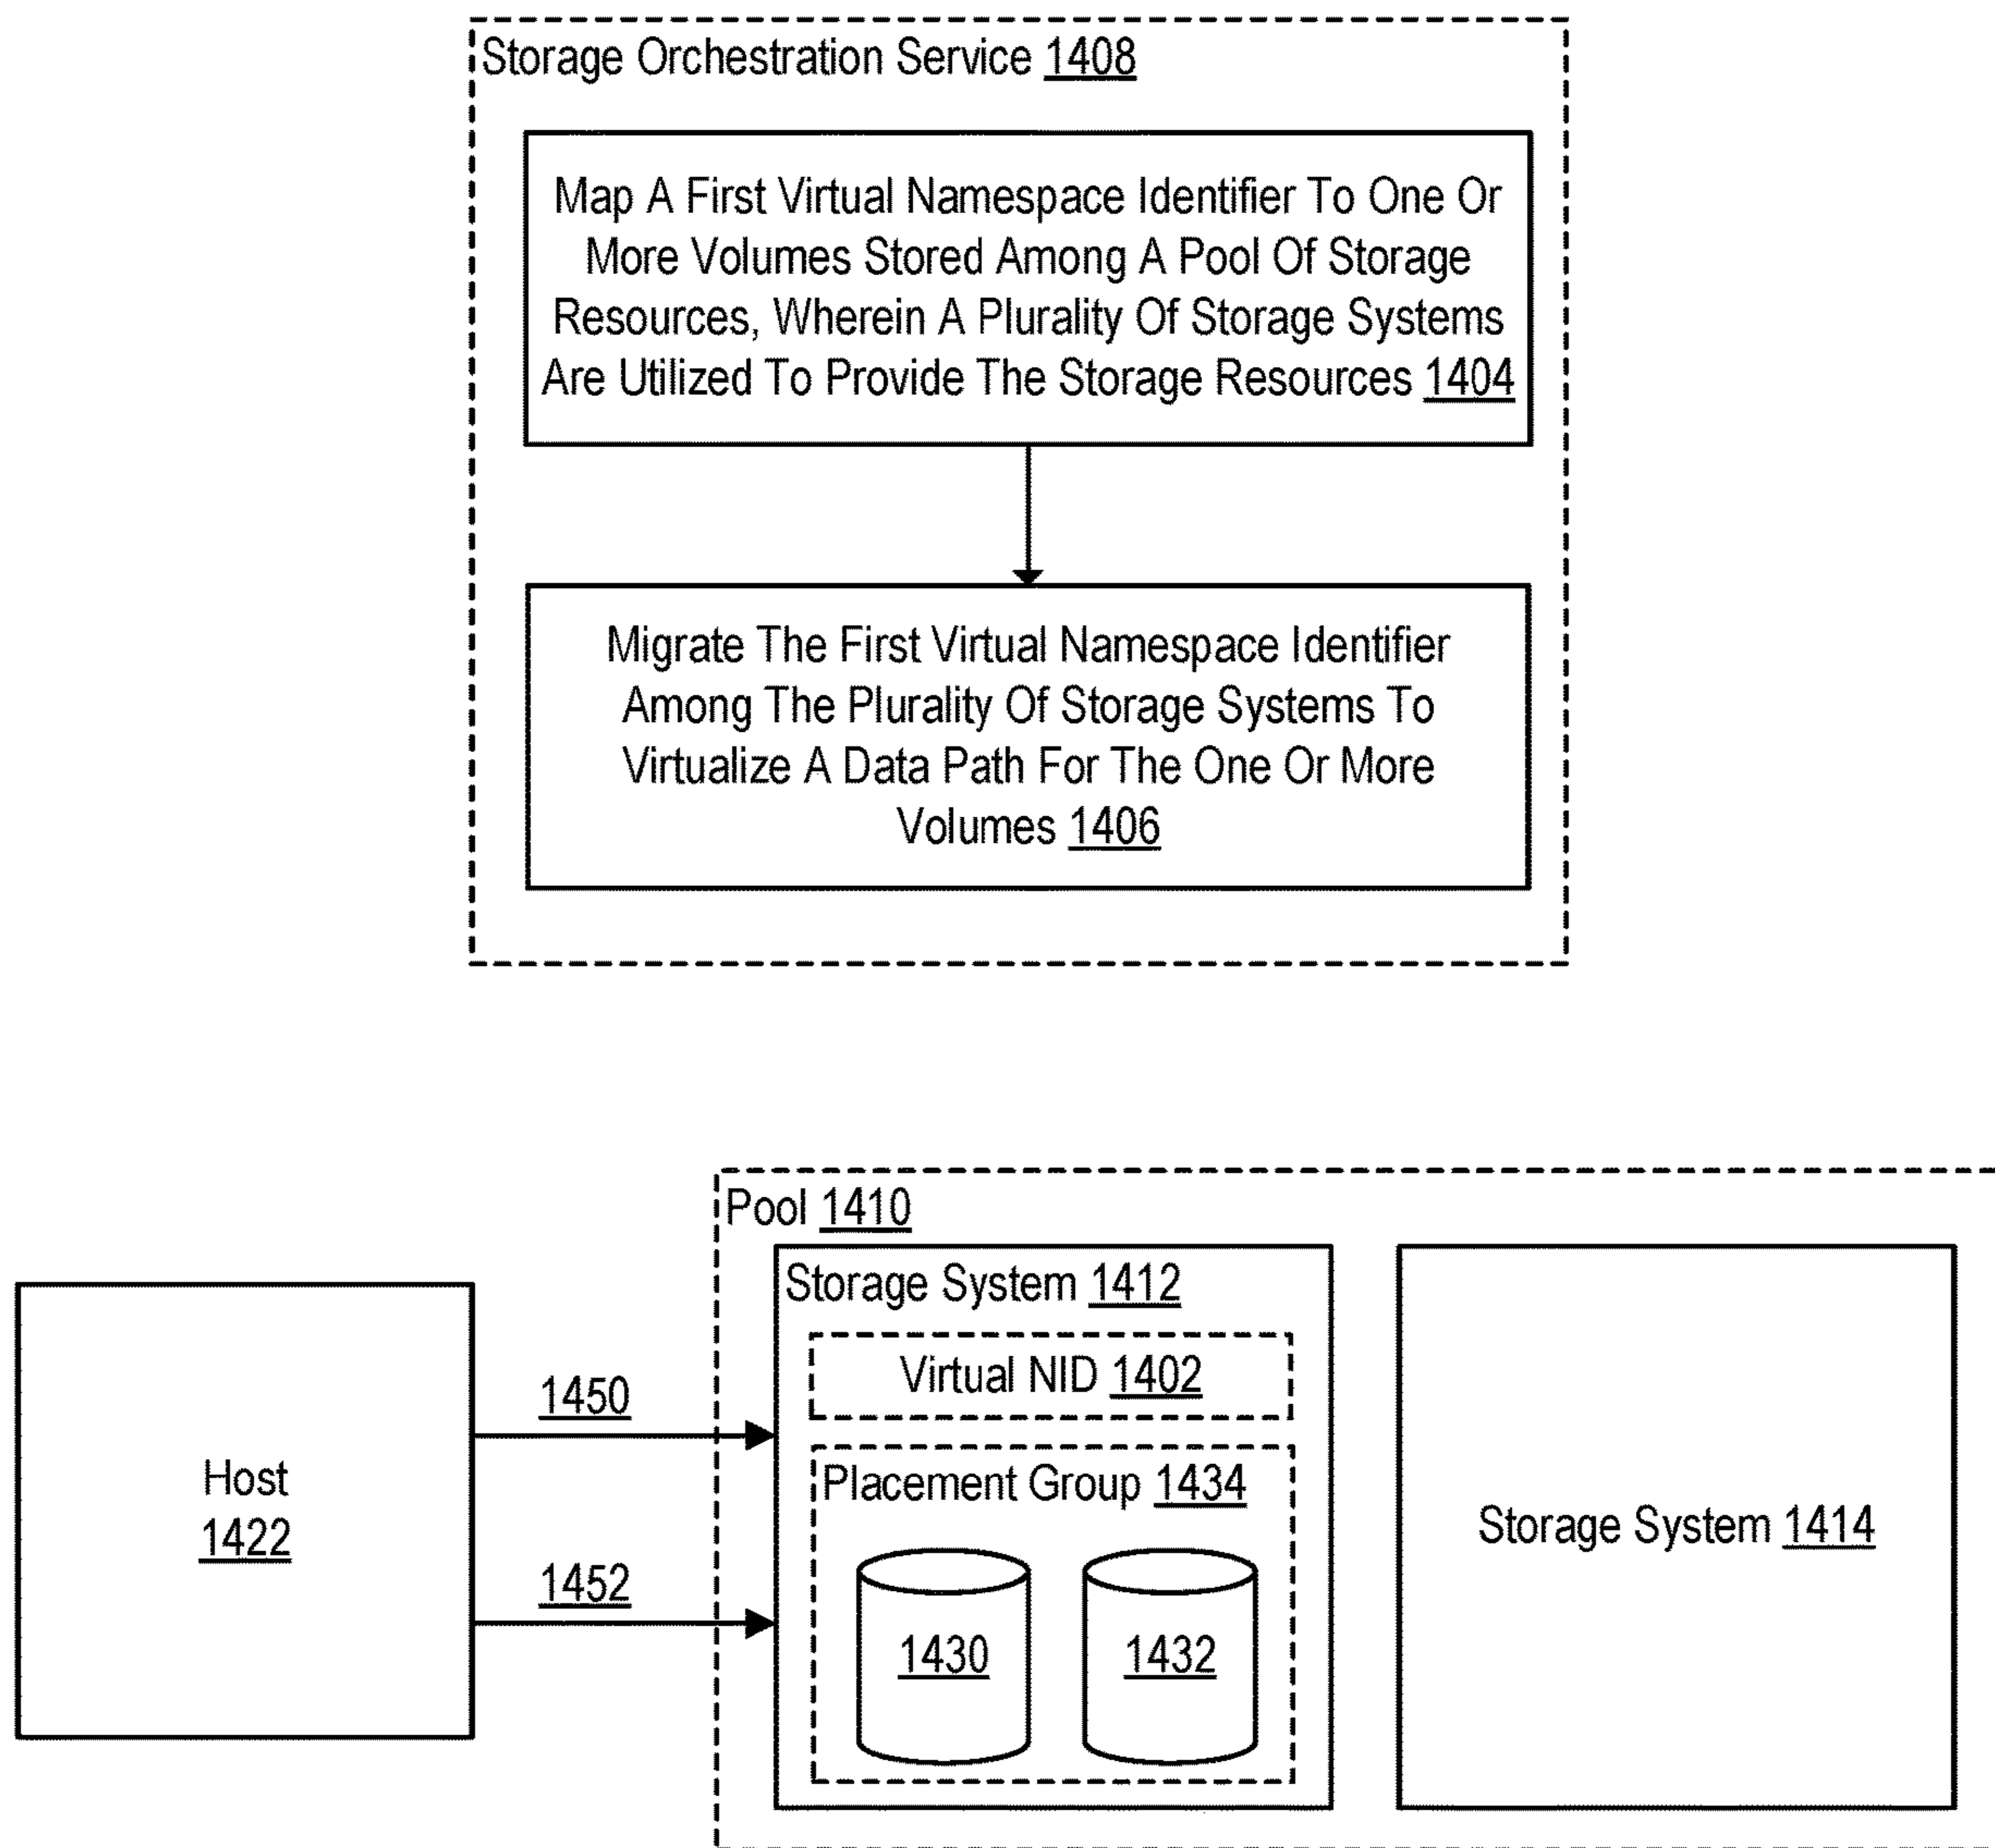 Storage Orchestration Service 1408
Map A First Virtual Namespace Identifier To One Or
More Volumes Stored Among A Pool Of Storage
Resources, Wherein A Plurality Of Storage Systems
Are Utilized To Provide The Storage Resources 1404
Migrate The First Virtual Namespace Identifier
Among The Plurality Of Storage Systems To
Virtualize A Data Path For The One Or More
Volumes 1406
Pool 1410
Storage System 1412
Virtual NID 1402
1450
Host
1422
1452
Placement Group 1434
1430
1432
Storage System 1414